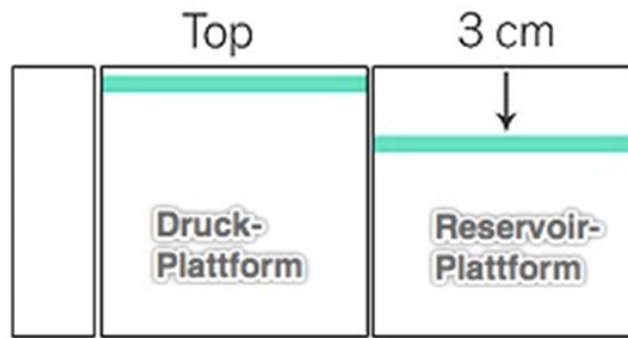 Top
3 cm
Druck-
Plattform
Reservoir-
Plattform